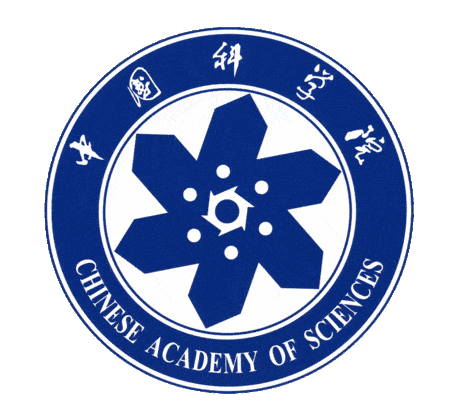 中国科学院
CHINESE ACADEMY OF SCIENCES